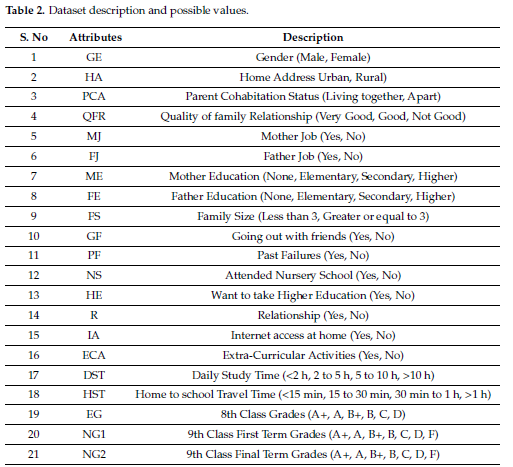 Table 2. Dataset description and possible values.
S. No Attributes Description
1 GE Gender (Male, Female)
2 HA Home Address Urban, Rural)
3 PCA Parent Cohabitation Status (Living together, Apart)
4 QFR Quality of family Relationship (Very Good, Good, Not Good)
5 MJ Mother Job (Yes, No)
6 FJ Father Job (Yes, No)
7 ME Mother Education (None, Elementary, Secondary, Higher)
8 FE Father Education (None, Elementary, Secondary, Higher)
9 FS Family Size (Less than 3, Greater or equal to 3)
10 GF Going out with friends (Yes, No)
11 PF Past Failures (Yes, No)
12 NS Attended Nursery School (Yes, No)
13 HE Want to take Higher Education (Yes, No)
14 R Relationship (Yes, No)
15 IA Internet access at home (Yes, No)
16 ECA Extra-Curricular Activities (Yes, No)
17 DST Daily Study Time (<2 h, 2 to 5 h, 5 to 10 h, >10 h)
18 HST Home to school Travel Time (<15 min, 15 to 30 min, 30 min to 1 h, >1 h)
19 EG 8th Class Grades (A+, A, B+, B, C, D)
20 NG1 9th Class First Term Grades (A+, A, B+, B, C, D, F)
21 NG2 9th Class Final Term Grades (A+, A, B+, B, C, D, F)